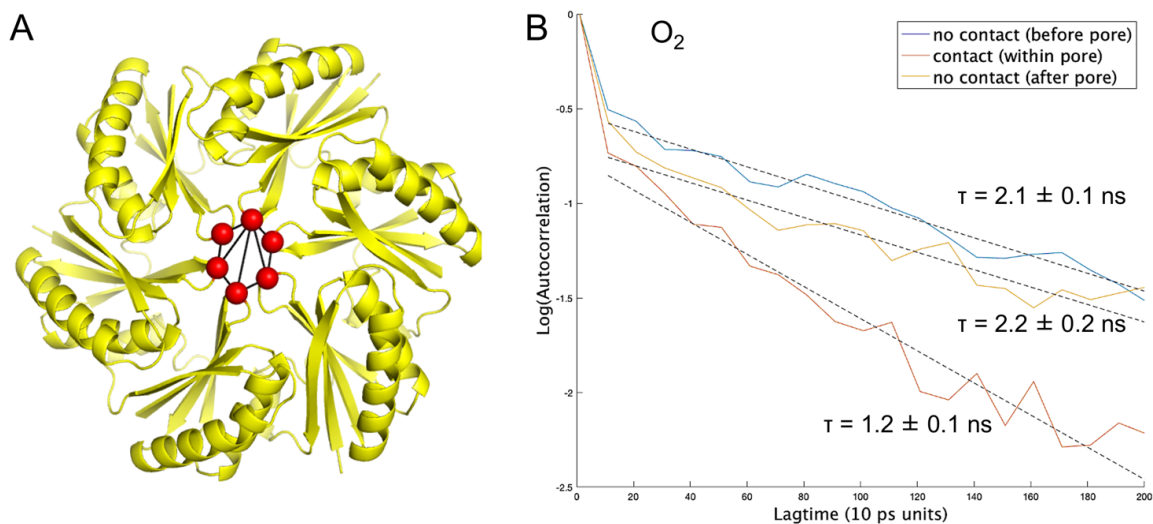 A
B
O₂
no contact (before pore)
contact (within pore)
no contact (after pore)
0
-0.5
-1
-1.5
-2
-2.5
Log(Autocorrelation)
τ = 2.1 ± 0.1 ns
τ = 2.2 ± 0.2 ns
τ = 1.2 ± 0.1 ns
0 20 40 60 80 100 120 140 160 180 200
Lagtime (10 ps units)